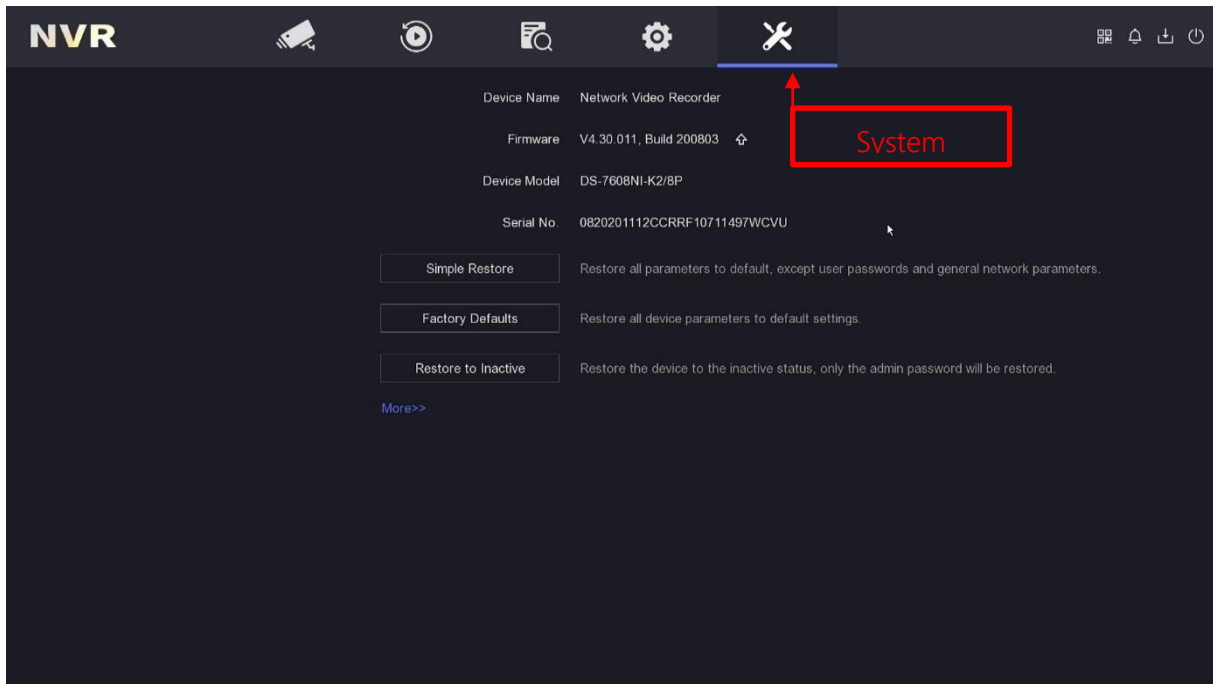 NVR
Device Name Network Video Recorder
Firmware V4.30.011, Build 200803
System
Device Model DS-7608NI-K2/8P
Serial No. 0820201112CCRRF10711497WCVU
Simple Restore Restore all parameters to default, except user passwords and general network parameters.
Factory Defaults Restore all device parameters to default settings.
Restore to Inactive Restore the device to the inactive status, only the admin password will be restored.
More>>